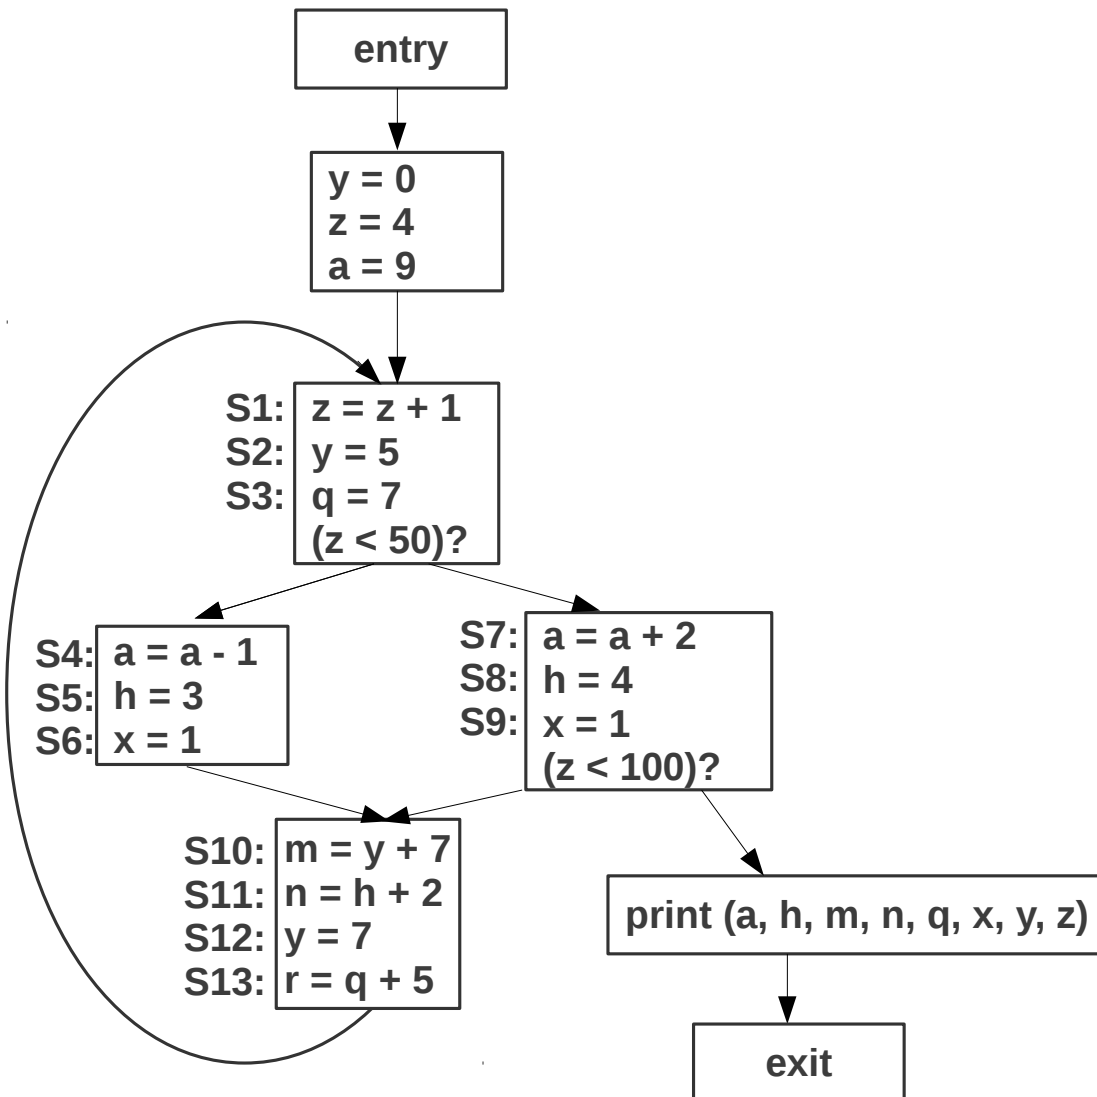 entry
y = 0
z = 4
a = 9
S1: z = z + 1
S2: y = 5
S3: q = 7
(z < 50)?
S4: a = a - 1
S5: h = 3
S6: x = 1
S7: a = a + 2
S8: h = 4
S9: x = 1
(z < 100)?
S10: m = y + 7
S11: n = h + 2
S12: y = 7
S13: r = q + 5
print (a, h, m, n, q, x, y, z)
exit